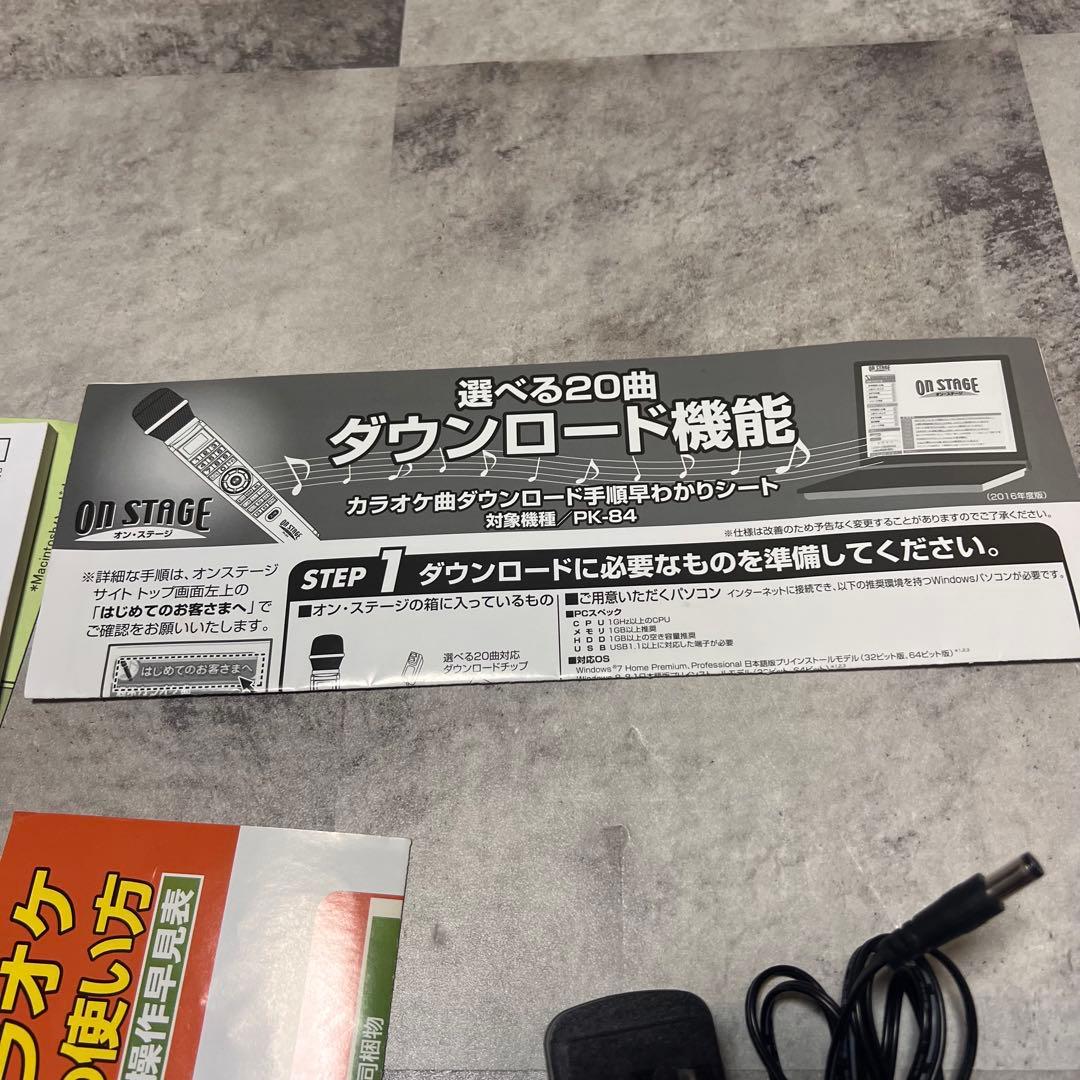 選べる20曲
ダウンロード機能
カラオケ曲ダウンロード手順早わかりシート
対象機種/PK-84
ON STAGE
オン・ステージ
ON STAGE
ON STAGE
オン・ステージ
(2016年度版)
※仕様は改善のため予告なく変更することがありますのでご了承ください。
※詳細な手順は、オンステージ
サイト トップ画面左上の
「はじめてのお客さまへ」で
ご確認をお願いいたします。
はじめてのお客さまへ
STEP 1 ダウンロードに必要なものを準備してください。
■オン・ステージの箱に入っているもの
選べる20曲対応
ダウンロードチップ
■ご用意いただくパソコン インターネットに接続でき、以下の推奨環境を持つWindowsパソコンが必要です。
■PCスペック
CPU 1GHz以上のCPU
メモリ 1GB以上推奨
HDD 1GB以上の空き容量推奨
USB USB1.1以上に対応した端子が必要
■対応OS
Windows®7 Home Premium, Professional 日本語版プリインストールモデル(32ビット版、64ビット版)*1,2,3
*Macintosh
ラオケ
の使い方
操作早見表
同梱物